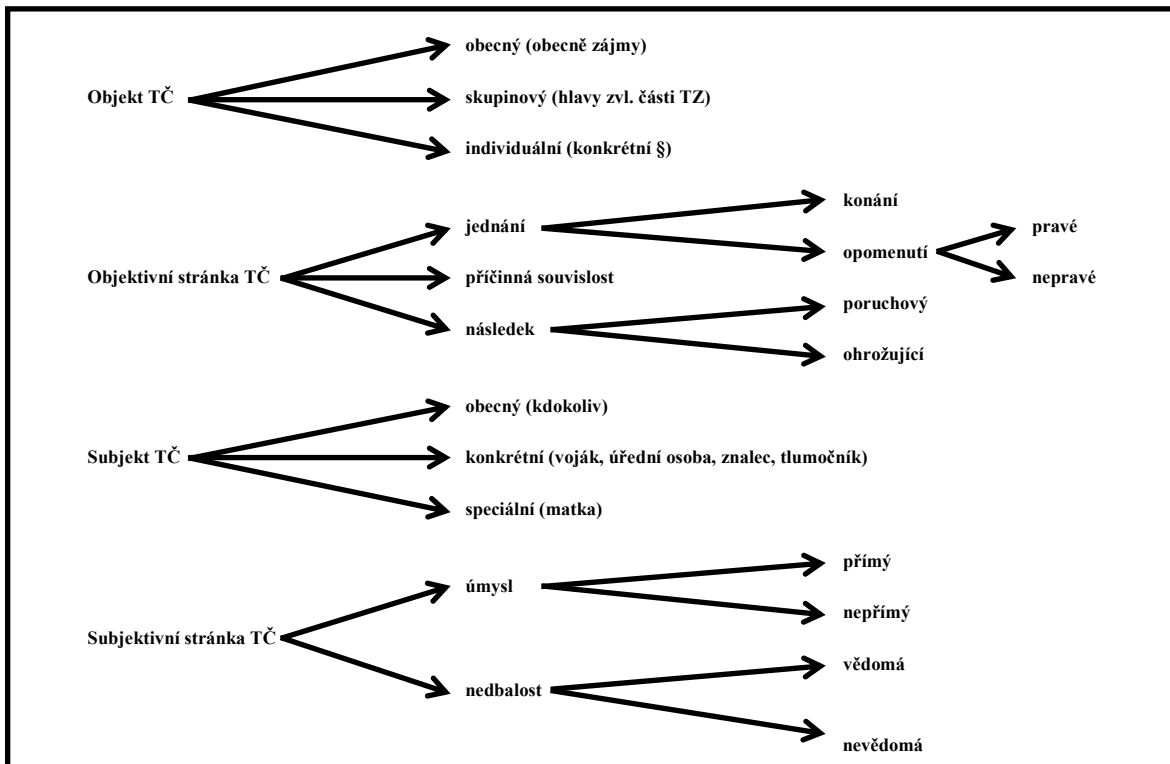 obecný (obecně zájmy)
Objekt TČ
skupinový (hlavy zvl. části TZ)
individuální (konkrétní §)
konání
jednání
pravé
opomenutí
Objektivní stránka TČ
příčinná souvislost
nepravé
poruchový
následek
ohrožující
obecný (kdokoliv)
Subjekt TČ
konkrétní (voják, úřední osoba, znalec, tlumočník)
speciální (matka)
přímý
úmysl
nepřímý
Subjektivní stránka TČ
vědomá
nedbalost
nevědomá